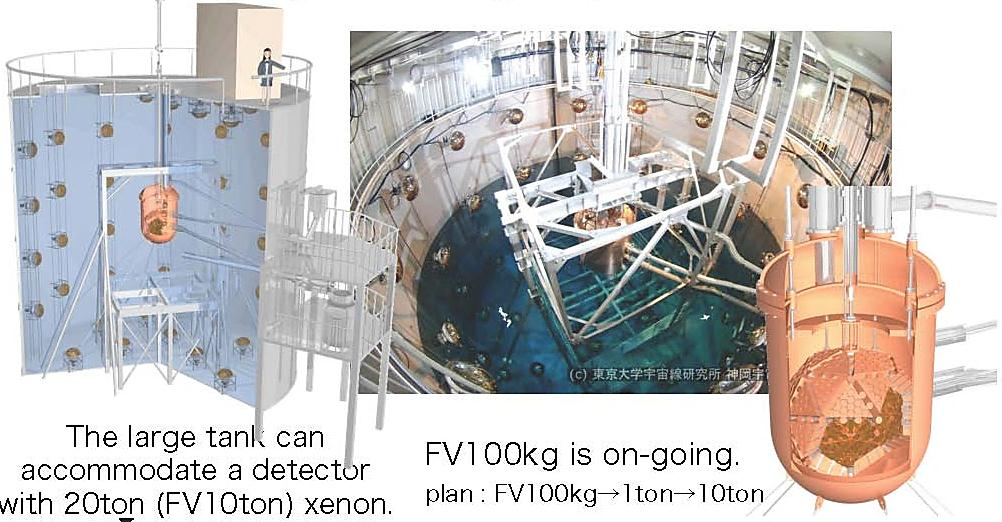 (c) 東京大学宇宙線研究所 神岡宇
The large tank can
accommodate a detector
with 20ton (FV10ton) xenon.
FV100kg is on-going.
plan : FV100kg→1ton→10ton